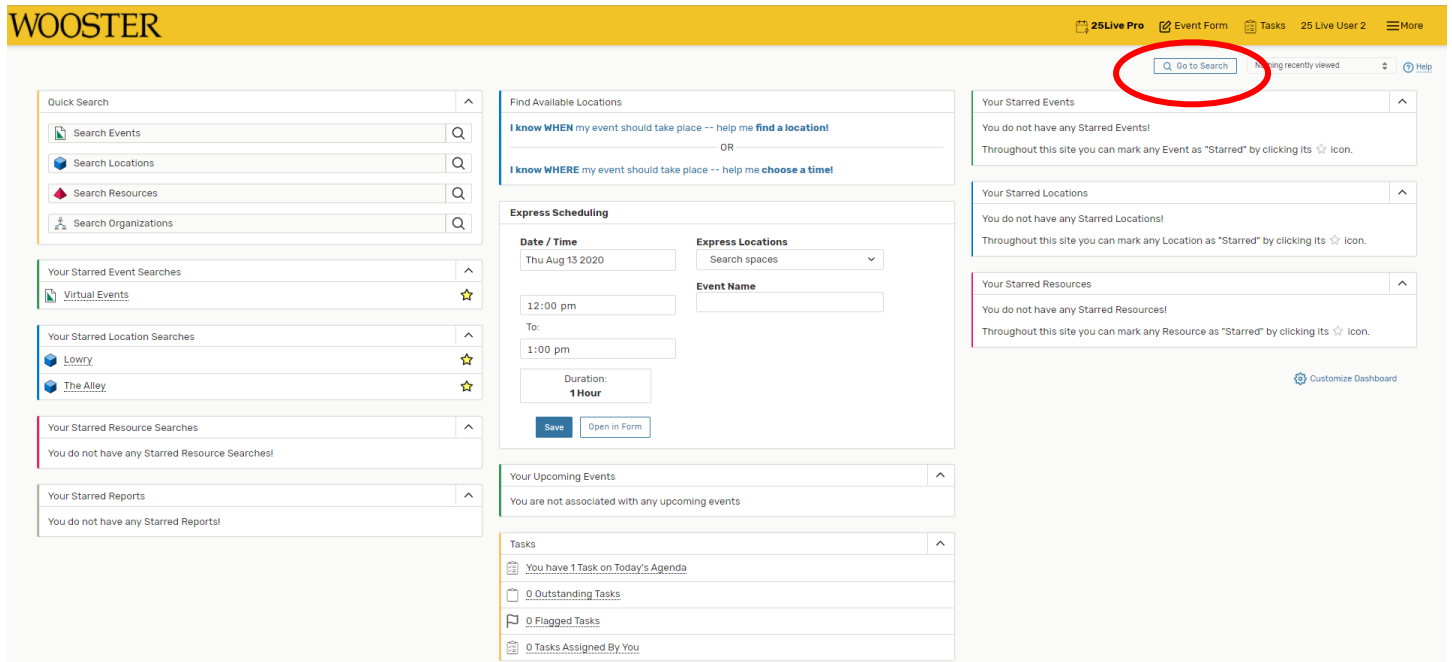 WOOSTER
25Live Pro Event Form Tasks 25 Live User 2 More
Go to Search
recently viewed
Help
Quick Search
Search Events
Search Locations
Search Resources
Search Organizations
Your Starred Event Searches
Virtual Events
Your Starred Location Searches
Lowry
The Alley
Your Starred Resource Searches
You do not have any Starred Resource Searches!
Your Starred Reports
You do not have any Starred Reports!
Find Available Locations
I know WHEN my event should take place -- help me find a location!
OR
I know WHERE my event should take place -- help me choose a time!
Express Scheduling
Date / Time
Thu Aug 13 2020
12:00 pm
To:
1:00 pm
Duration:
1 Hour
Express Locations
Search spaces
Event Name
Save Open in Form
Your Upcoming Events
You are not associated with any upcoming events
Tasks
You have 1 Task on Today's Agenda
0 Outstanding Tasks
0 Flagged Tasks
0 Tasks Assigned By You
Your Starred Events
You do not have any Starred Events!
Throughout this site you can mark any Event as "Starred" by clicking its icon.
Your Starred Locations
You do not have any Starred Locations!
Throughout this site you can mark any Location as "Starred" by clicking its icon.
Your Starred Resources
You do not have any Starred Resources!
Throughout this site you can mark any Resource as "Starred" by clicking its icon.
Customize Dashboard